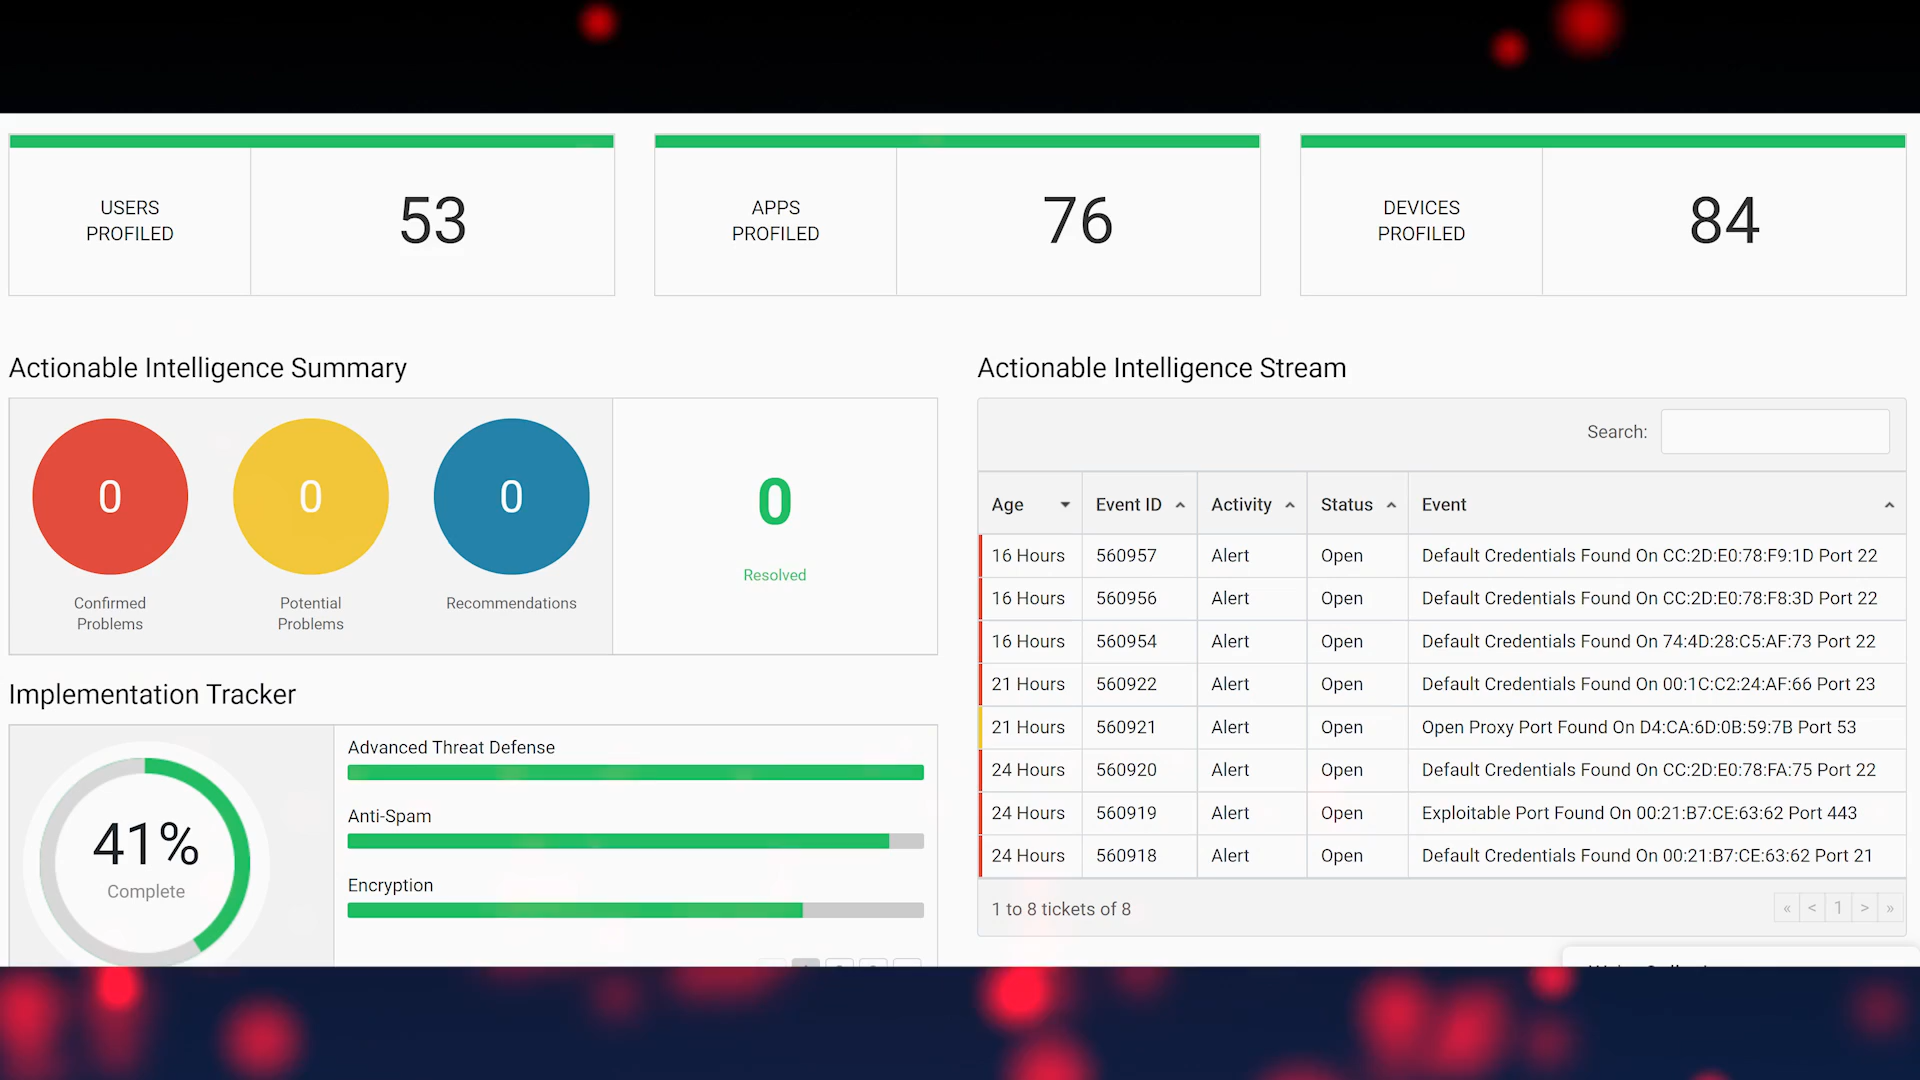 USERS
PROFILED
53
APPS
PROFILED
76
DEVICES
PROFILED
84
Actionable Intelligence Summary
0
0
0
Confirmed
Problems
Potential
Problems
Recommendations
0
Resolved
Implementation Tracker
41%
Complete
Advanced Threat Defense
Anti-Spam
Encryption
Actionable Intelligence Stream
Search:
Age Event ID Activity Status Event
16 Hours 560957 Alert Open Default Credentials Found On CC:2D:E0:78:F9:1D Port 22
16 Hours 560956 Alert Open Default Credentials Found On CC:2D:E0:78:F8:3D Port 22
16 Hours 560954 Alert Open Default Credentials Found On 74:4D:28:C5:AF:73 Port 22
21 Hours 560922 Alert Open Default Credentials Found On 00:1C:C2:24:AF:66 Port 23
21 Hours 560921 Alert Open Open Proxy Port Found On D4:CA:6D:0B:59:7B Port 53
24 Hours 560920 Alert Open Default Credentials Found On CC:2D:E0:78:FA:75 Port 22
24 Hours 560919 Alert Open Exploitable Port Found On 00:21:B7:CE:63:62 Port 443
24 Hours 560918 Alert Open Default Credentials Found On 00:21:B7:CE:63:62 Port 21
1 to 8 tickets of 8
« < 1 > »